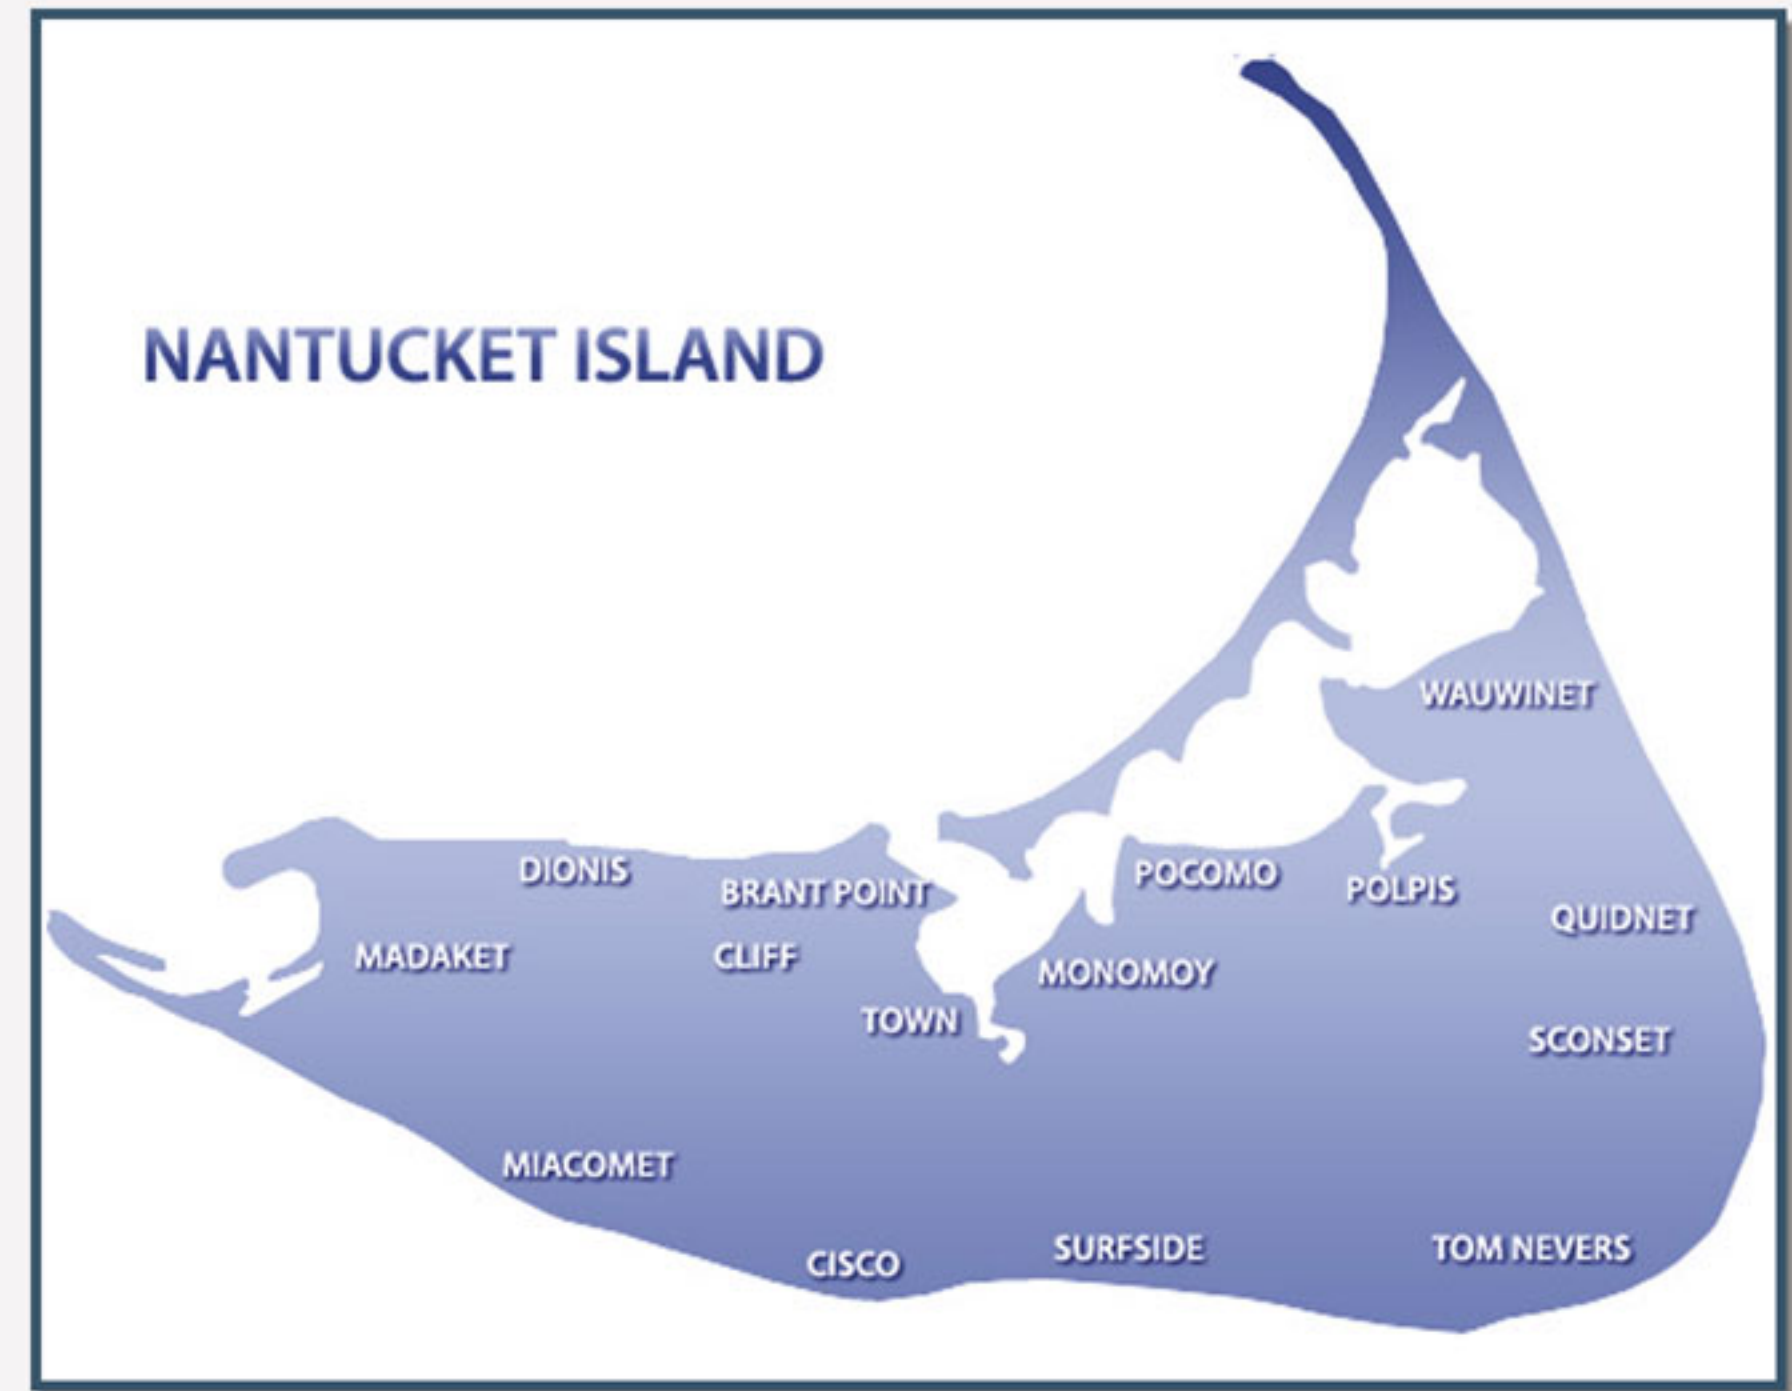 NANTUCKET ISLAND
WAUWINET
DIONIS
BRANT POINT
POCOMO
POLPIS
QUIDNET
MADAKET
CLIFF
MONOMOY
TOWN
SCONSET
MIACOMET
CISCO
SURFSIDE
TOM NEVERS